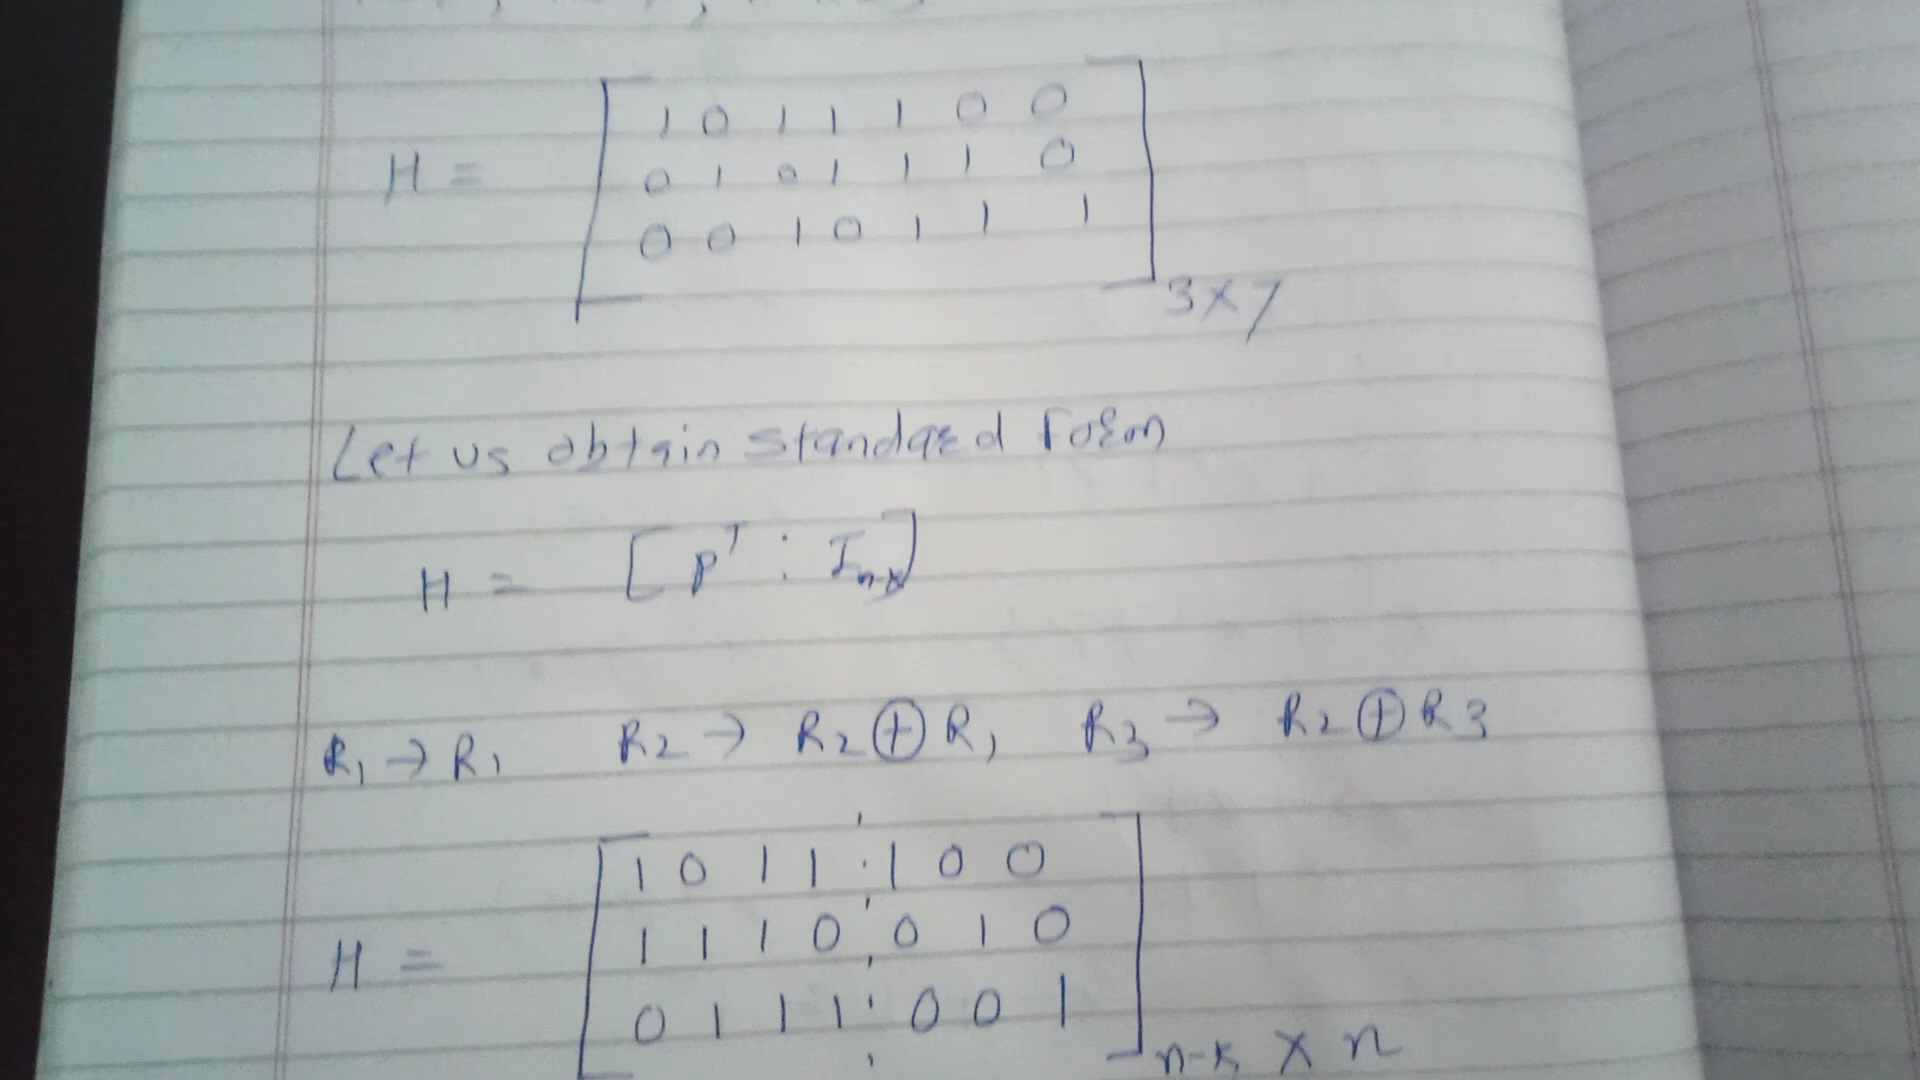 H = [ 1 0 1 1 1 0 0
0 1 0 1 1 1 0
0 0 1 0 1 1 1 ] 3×7
Let us obtain standard form
H = [ Pᵀ : Iₙ₋ₖ ]
R₁ → R₁ R₂ → R₂ ⊕ R₁ R₃ → R₂ ⊕ R₃
H = [ 1 0 1 1 : 1 0 0
1 1 1 0 : 0 1 0
0 1 1 1 : 0 0 1 ] n-k × n